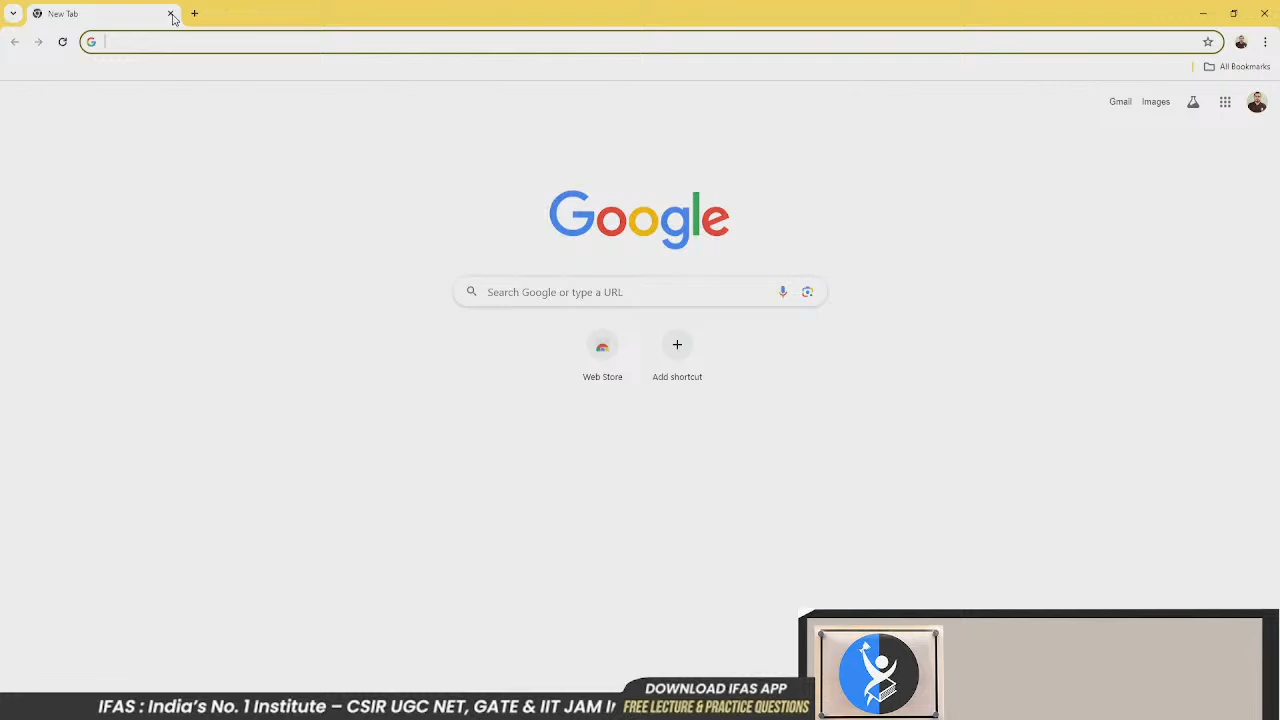 New Tab
All Bookmarks
Gmail Images
Google
Search Google or type a URL
Web Store
Add shortcut
DOWNLOAD IFAS APP
FREE LECTURE & PRACTICE QUESTIONS
IFAS : India's No. 1 Institute – CSIR UGC NET, GATE & IIT JAM